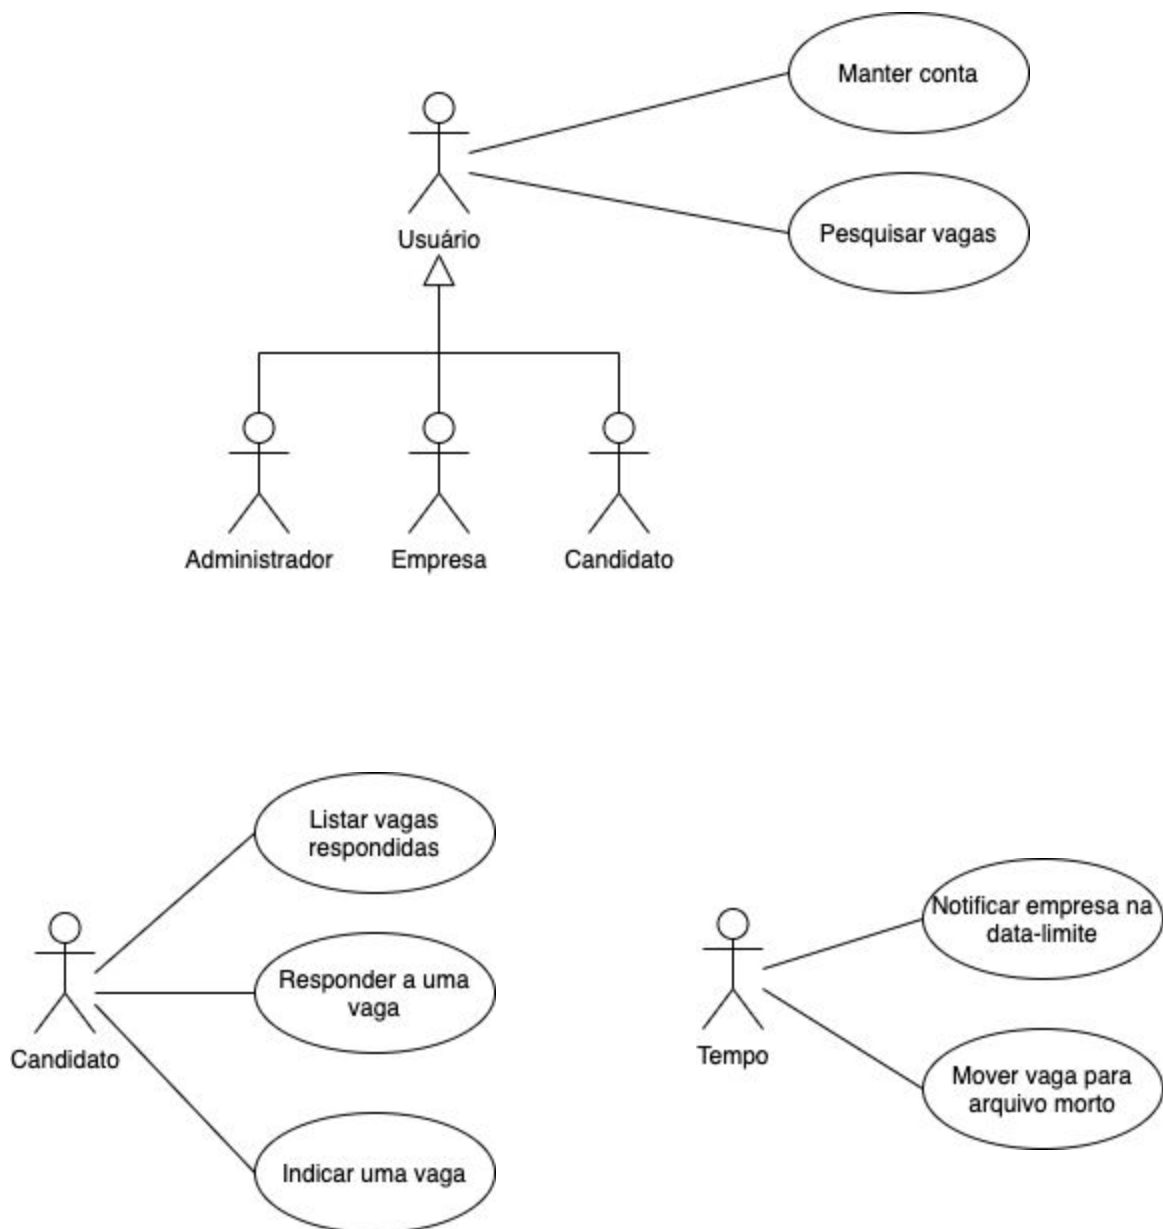 Manter conta
Pesquisar vagas
Usuário
Administrador
Empresa
Candidato
Listar vagas
respondidas
Responder a uma
vaga
Candidato
Indicar uma vaga
Notificar empresa na
data-limite
Tempo
Mover vaga para
arquivo morto